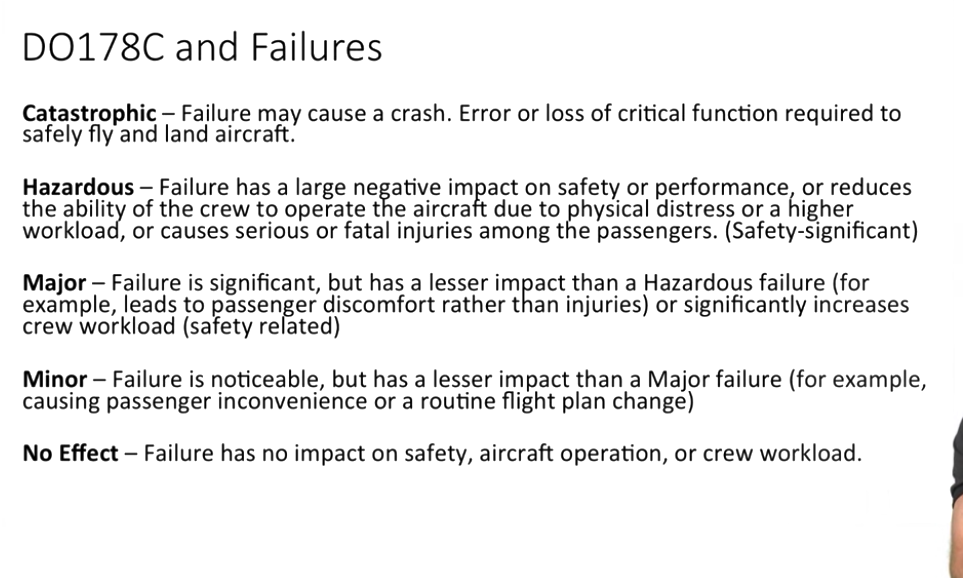 DO178C and Failures
Catastrophic – Failure may cause a crash. Error or loss of critical function required to
safely fly and land aircraft.
Hazardous – Failure has a large negative impact on safety or performance, or reduces
the ability of the crew to operate the aircraft due to physical distress or a higher
workload, or causes serious or fatal injuries among the passengers. (Safety-significant)
Major – Failure is significant, but has a lesser impact than a Hazardous failure (for
example, leads to passenger discomfort rather than injuries) or significantly increases
crew workload (safety related)
Minor – Failure is noticeable, but has a lesser impact than a Major failure (for example,
causing passenger inconvenience or a routine flight plan change)
No Effect – Failure has no impact on safety, aircraft operation, or crew workload.